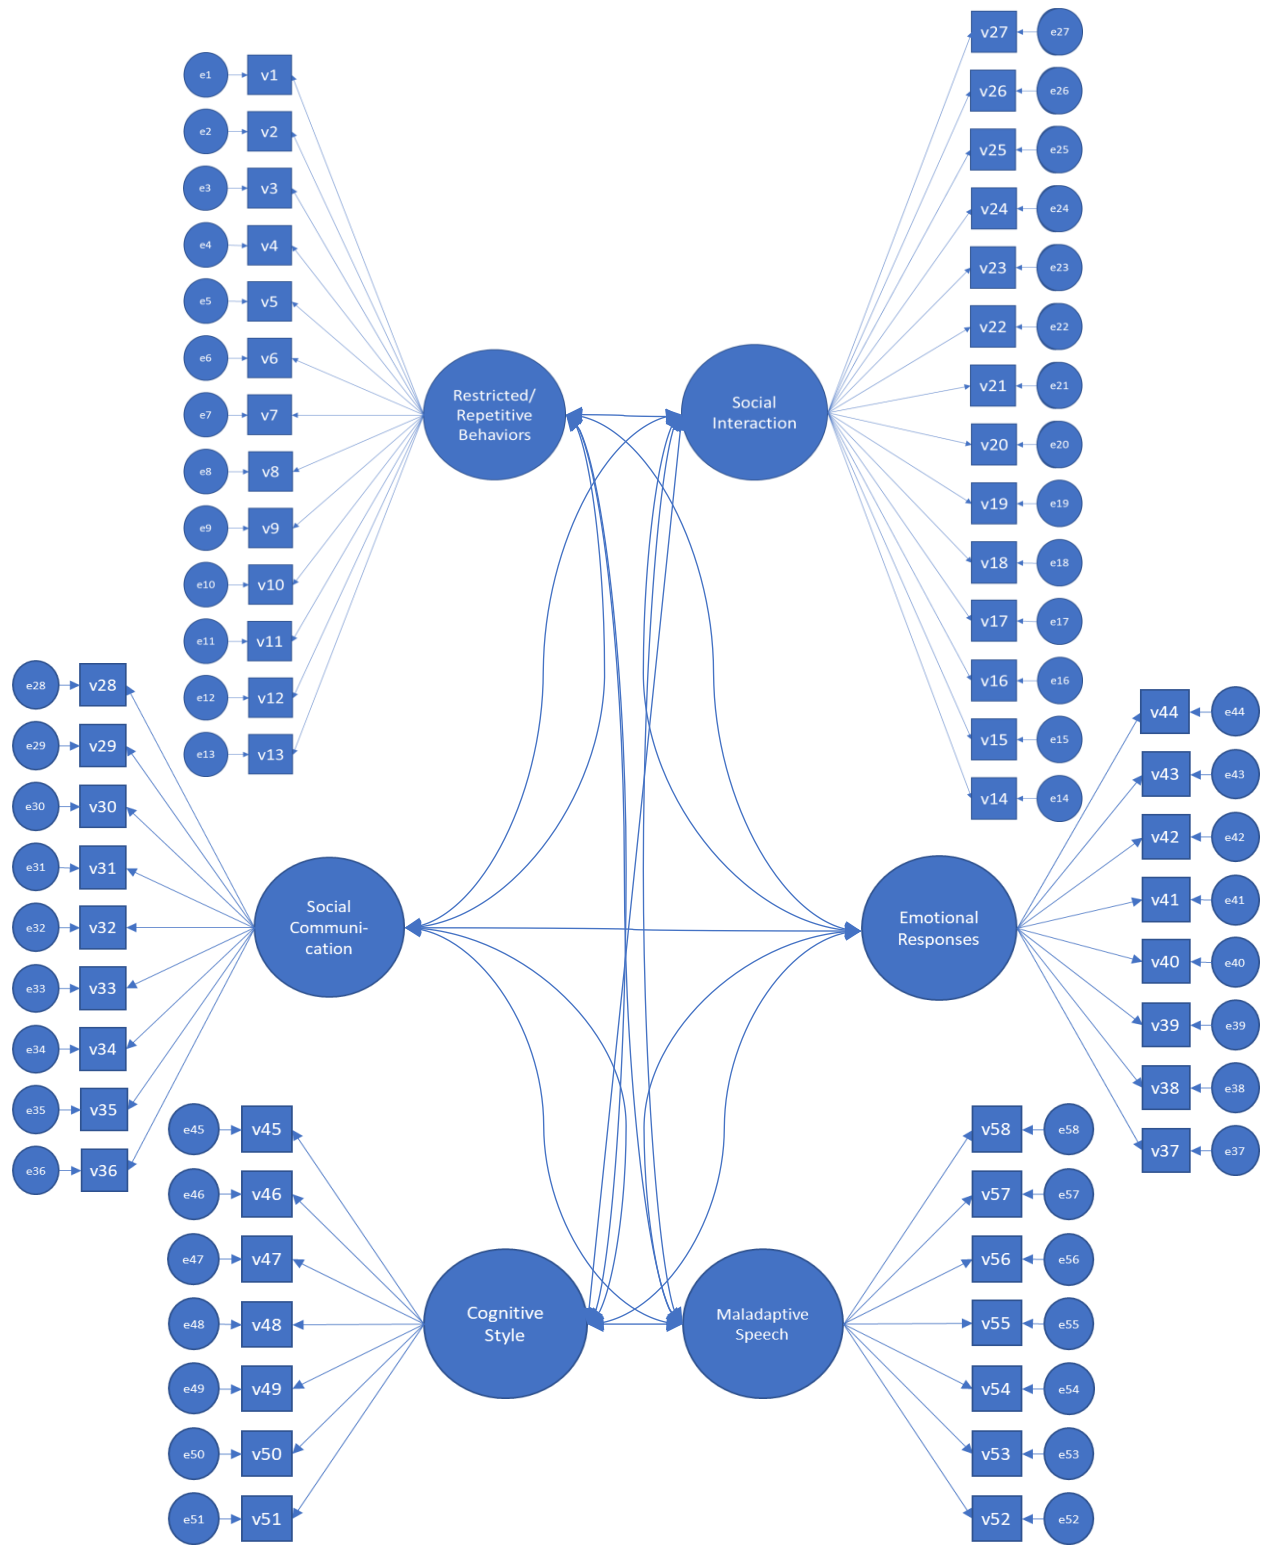 e1
v1
e2
v2
e3
v3
e4
v4
e5
v5
e6
v6
e7
v7
e8
v8
e9
v9
e10
v10
e11
v11
e12
v12
e13
v13
Restricted/
Repetitive
Behaviors
Social
Interaction
v27
e27
v26
e26
v25
e25
v24
e24
v23
e23
v22
e22
v21
e21
v20
e20
v19
e19
v18
e18
v17
e17
v16
e16
v15
e15
v14
e14
e28
v28
e29
v29
e30
v30
e31
v31
e32
v32
e33
v33
e34
v34
e35
v35
e36
v36
Social
Communi-
cation
Emotional
Responses
v44
e44
v43
e43
v42
e42
v41
e41
v40
e40
v39
e39
v38
e38
v37
e37
e45
v45
e46
v46
e47
v47
e48
v48
e49
v49
e50
v50
e51
v51
Cognitive
Style
Maladaptive
Speech
v58
e58
v57
e57
v56
e56
v55
e55
v54
e54
v53
e53
v52
e52